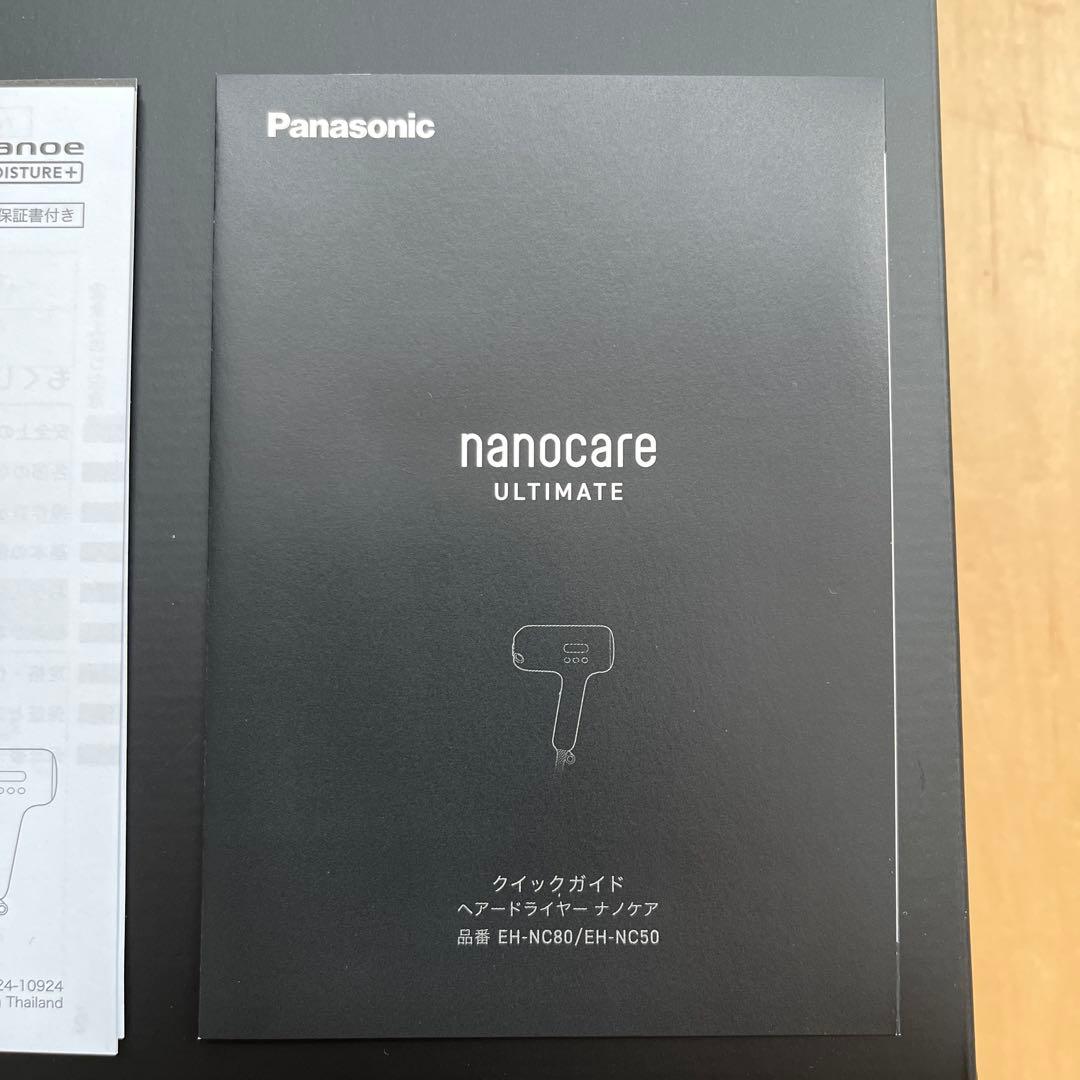 anoe
OISTURE+
保証書付き
24-10924
Thailand
Panasonic
nanocare
ULTIMATE
クイックガイド
ヘアードライヤー ナノケア
品番 EH-NC80/EH-NC50